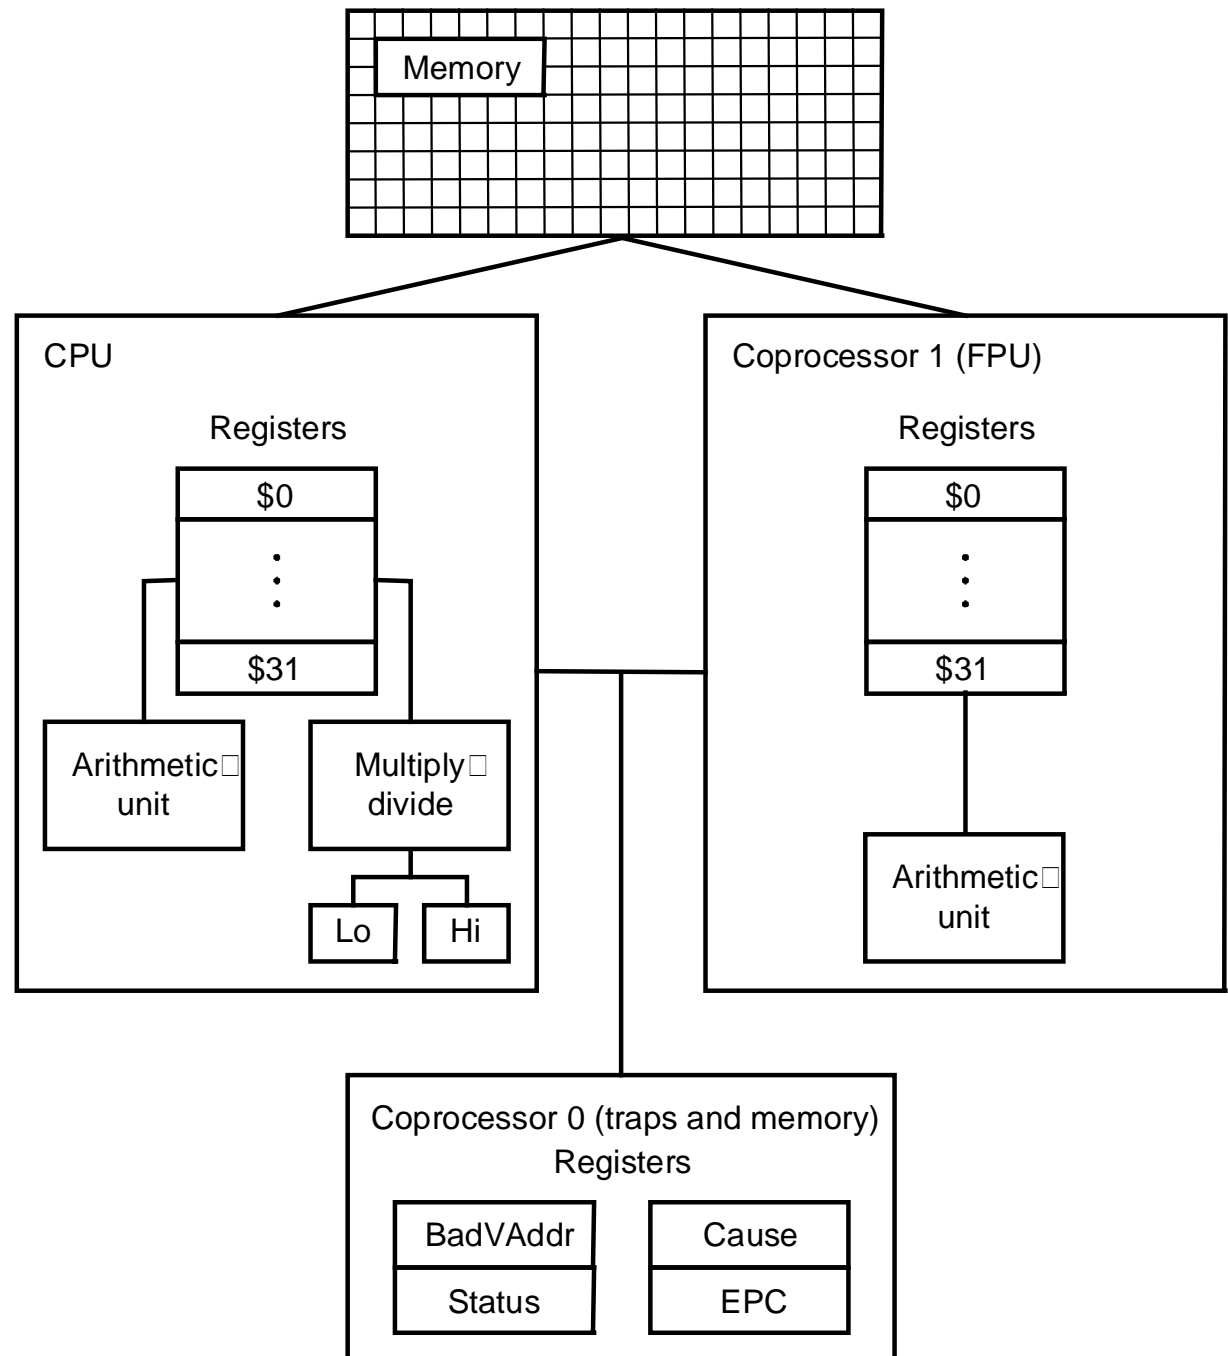 Memory
CPU
Registers
$0
$31
Arithmetic□
unit
Multiply□
divide
Lo
Hi
Coprocessor 1 (FPU)
Registers
$0
$31
Arithmetic□
unit
Coprocessor 0 (traps and memory)
Registers
BadVAddr
Cause
Status
EPC